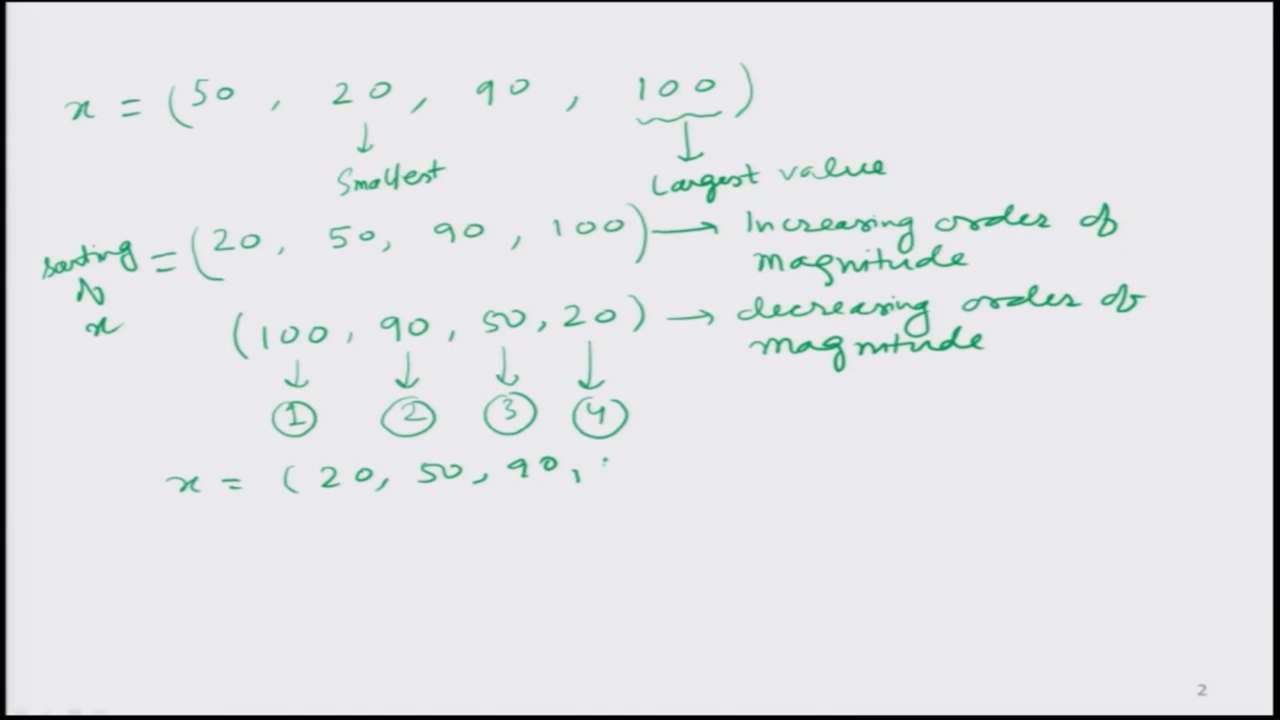 x = (50 , 20 , 90 , 100)
Smallest
Largest value
sorting of x = (20 , 50, 90 , 100) → Increasing order of magnitude
(100 , 90 , 50 , 20) → decreasing order of magnitude
1 2 3 4
x = ( 20, 50, 90,
2